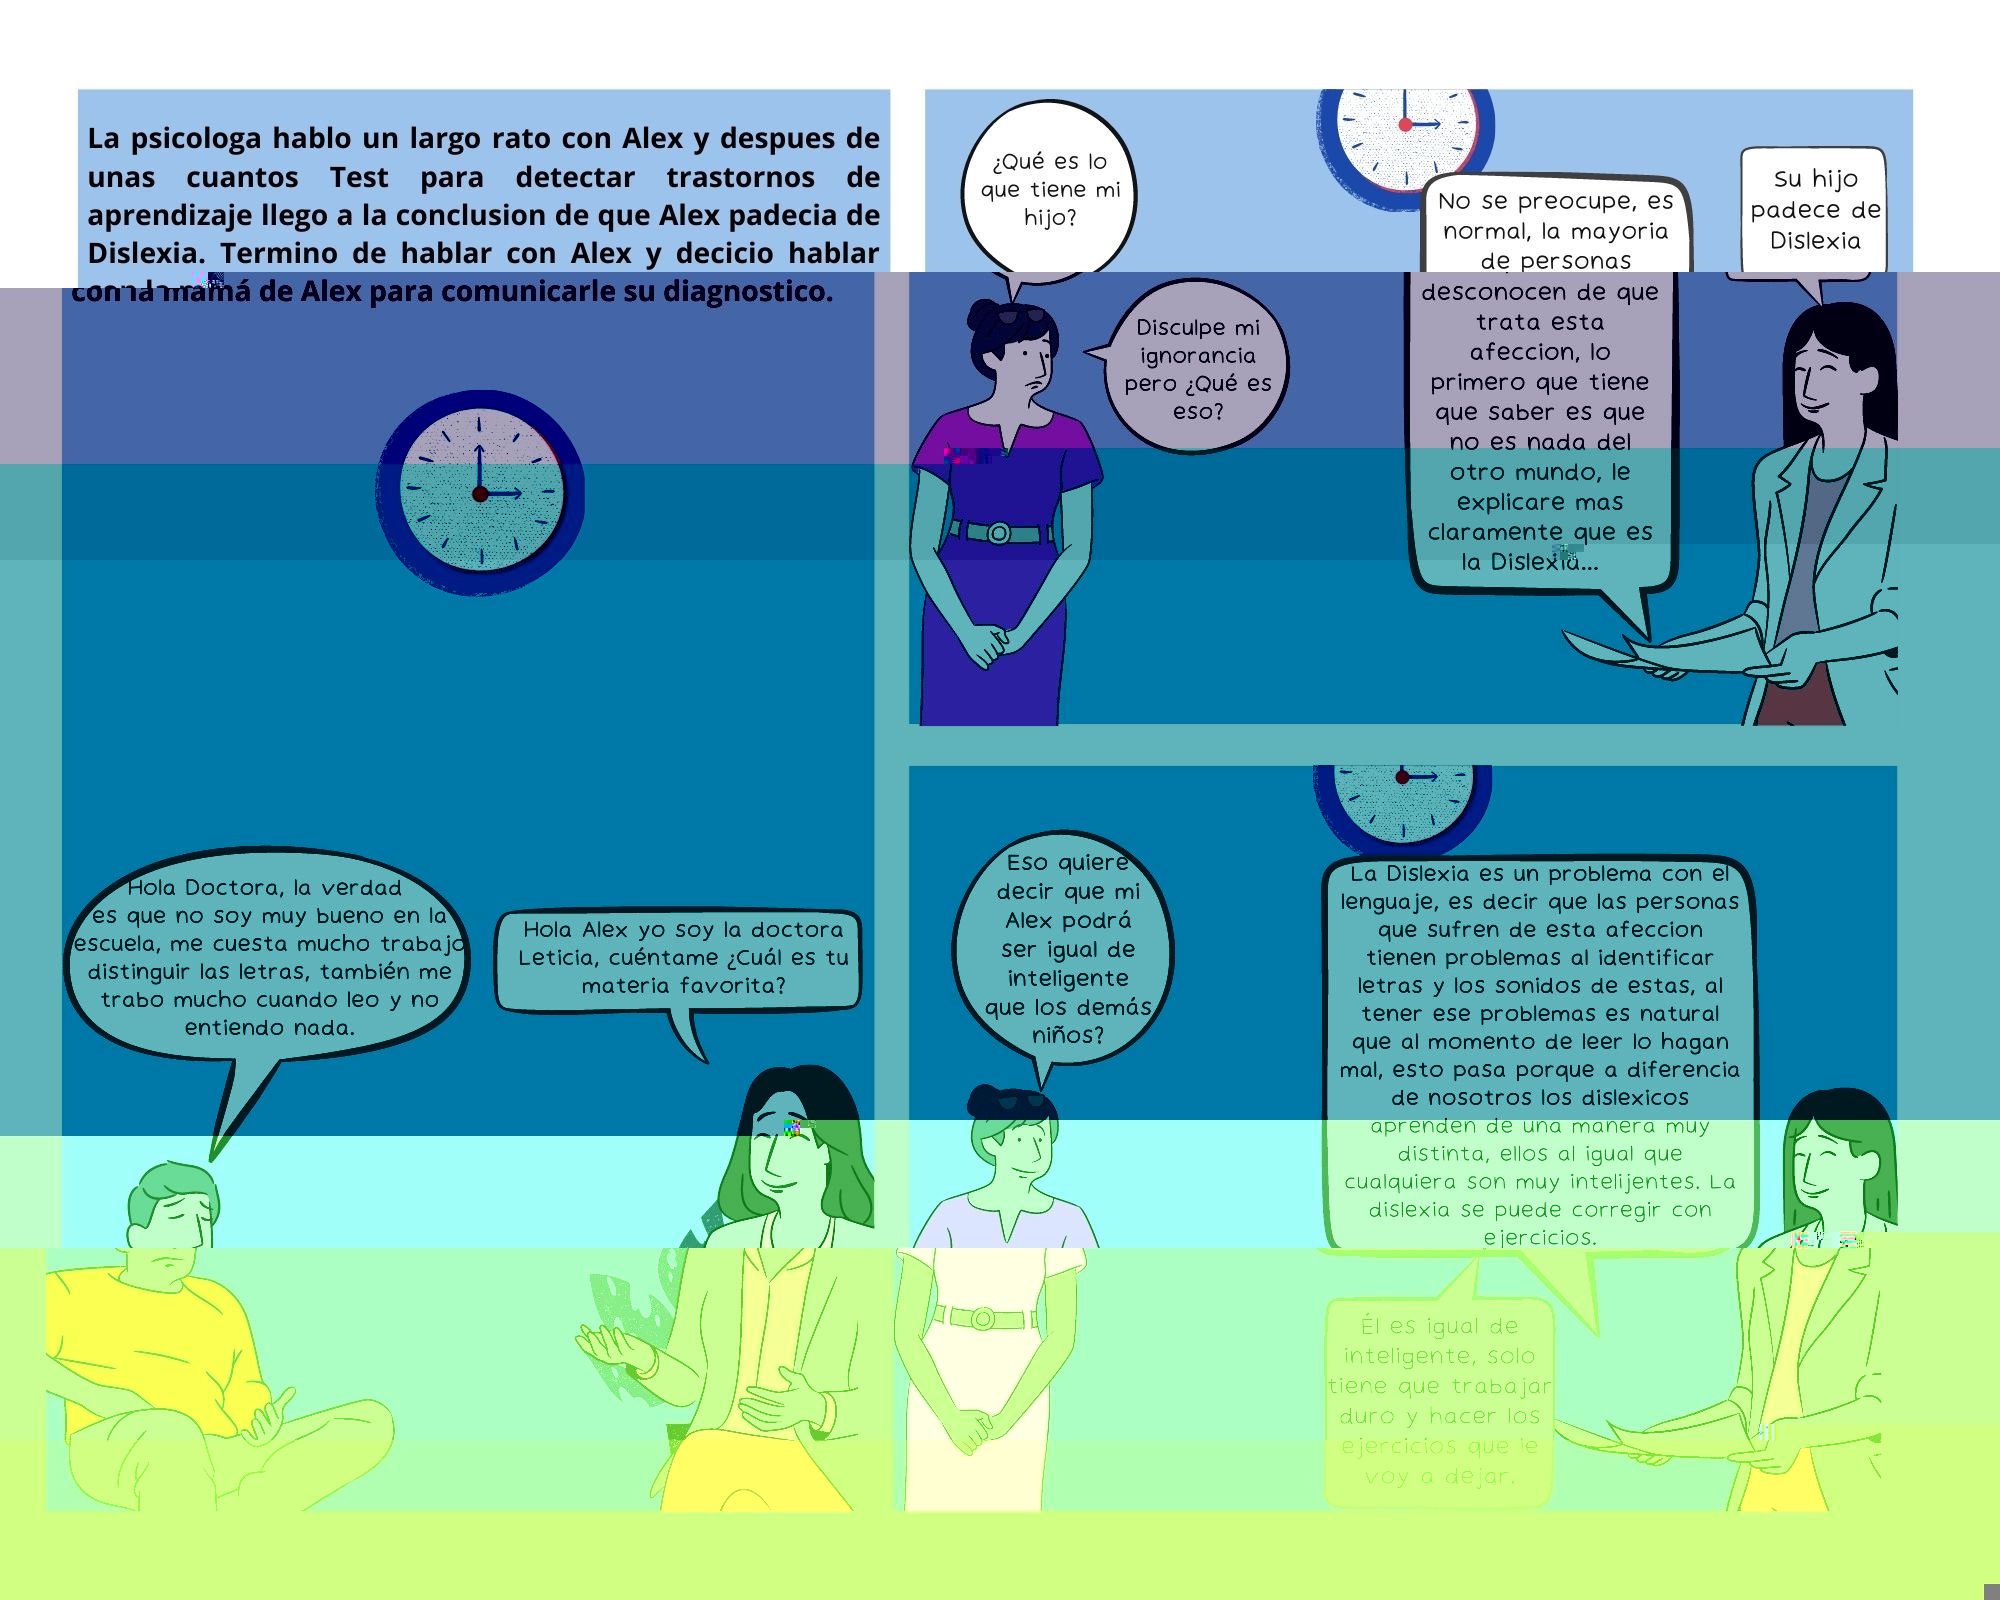 La psicologa hablo un largo rato con Alex y despues de
unas cuantos Test para detectar trastornos de
aprendizaje llego a la conclusion de que Alex padecia de
Dislexia. Termino de hablar con Alex y decicio hablar
con la mamá de Alex para comunicarle su diagnostico.
Hola Doctora, la verdad
es que no soy muy bueno en la
escuela, me cuesta mucho trabajo
distinguir las letras, también me
trabo mucho cuando leo y no
entiendo nada.
Hola Alex yo soy la doctora
Leticia, cuéntame ¿Cuál es tu
materia favorita?
¿Qué es lo
que tiene mi
hijo?
Su hijo
padece de
Dislexia
Disculpe mi
ignorancia
pero ¿Qué es
eso?
No se preocupe, es
normal, la mayoria
de personas
desconocen de que
trata esta
afeccion, lo
primero que tiene
que saber es que
no es nada del
otro mundo, le
explicare mas
claramente que es
la Dislexia...
Eso quiere
decir que mi
Alex podrá
ser igual de
inteligente
que los demás
niños?
La Dislexia es un problema con el
lenguaje, es decir que las personas
que sufren de esta afeccion
tienen problemas al identificar
letras y los sonidos de estas, al
tener ese problemas es natural
que al momento de leer lo hagan
mal, esto pasa porque a diferencia
de nosotros los dislexicos
aprenden de una manera muy
distinta, ellos al igual que
cualquiera son muy intelijentes. La
dislexia se puede corregir con
ejercicios.
Él es igual de
inteligente, solo
tiene que trabajar
duro y hacer los
ejercicios que le
voy a dejar.